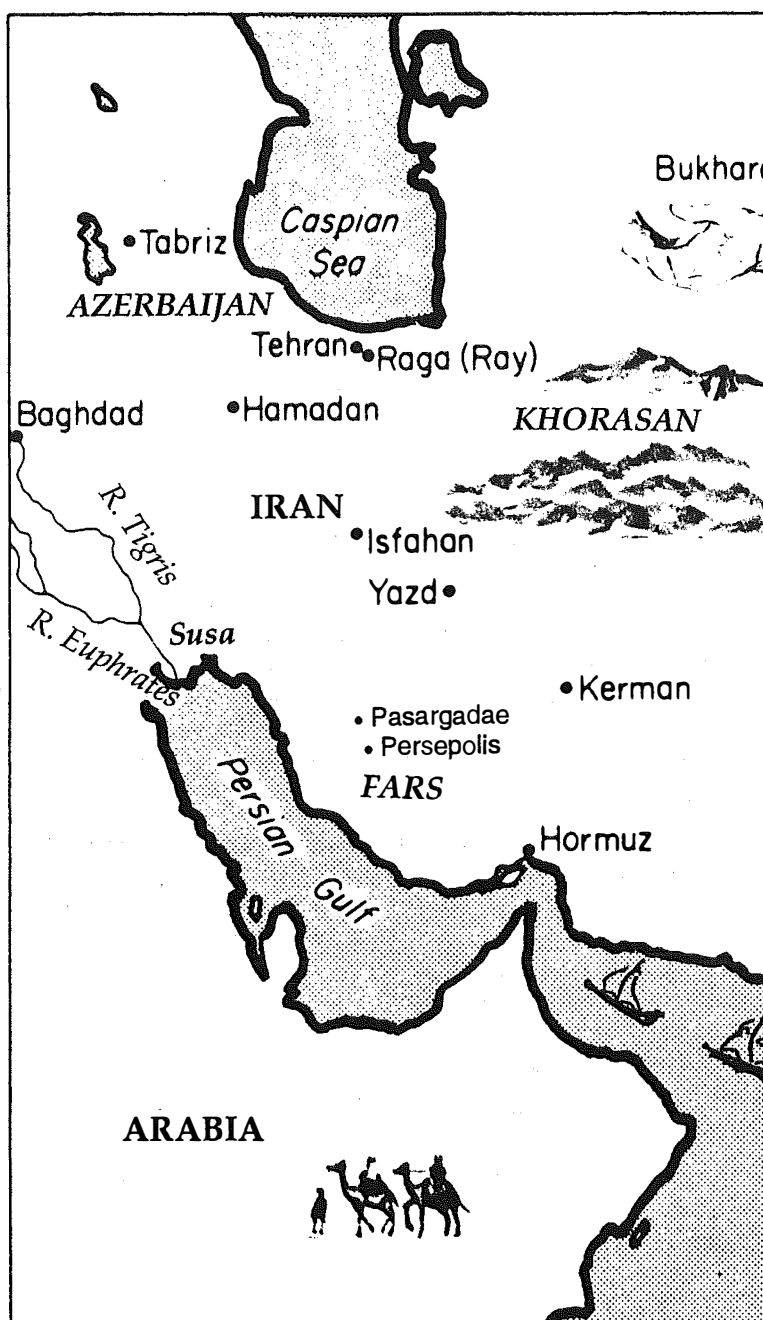 Bukhara
Caspian
Sea
Tabriz
AZERBAIJAN
Tehran
Raga (Ray)
Baghdad
Hamadan
KHORASAN
R. Tigris
IRAN
Isfahan
Yazd
R. Euphrates
Susa
Kerman
Pasargadae
Persepolis
FARS
Persian
Gulf
Hormuz
ARABIA